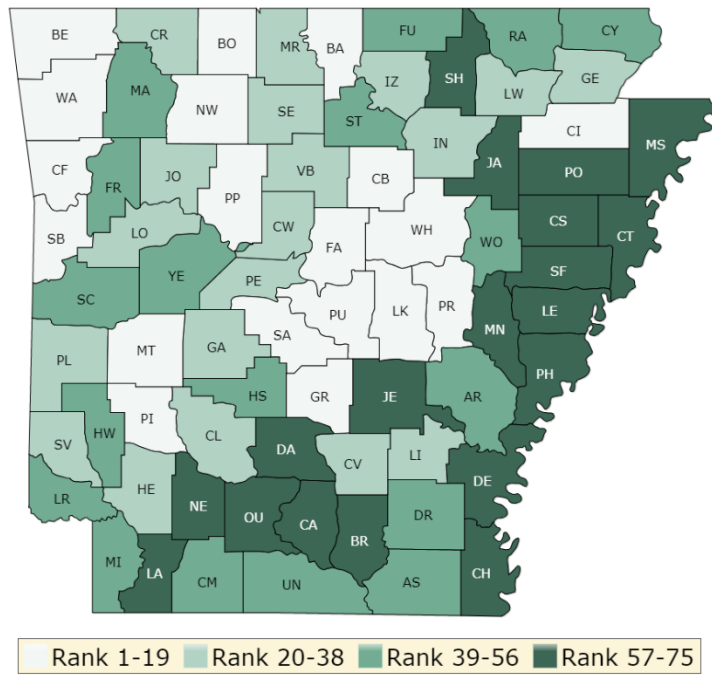 BE CR BO MR BA FU RA CY
WA MA NW SE IZ SH LW GE
ST
CF FR JO PP VB CB IN JA CI PO MS
SB LO CW FA WH WO CS CT
SC YE PE SF
SA PU LK PR MN LE
PL MT GA PH
HS GR JE AR
SV HW PI CL DA CV LI DE
LR HE NE OU CA BR DR
MI LA CM UN AS CH
Rank 1-19 Rank 20-38 Rank 39-56 Rank 57-75